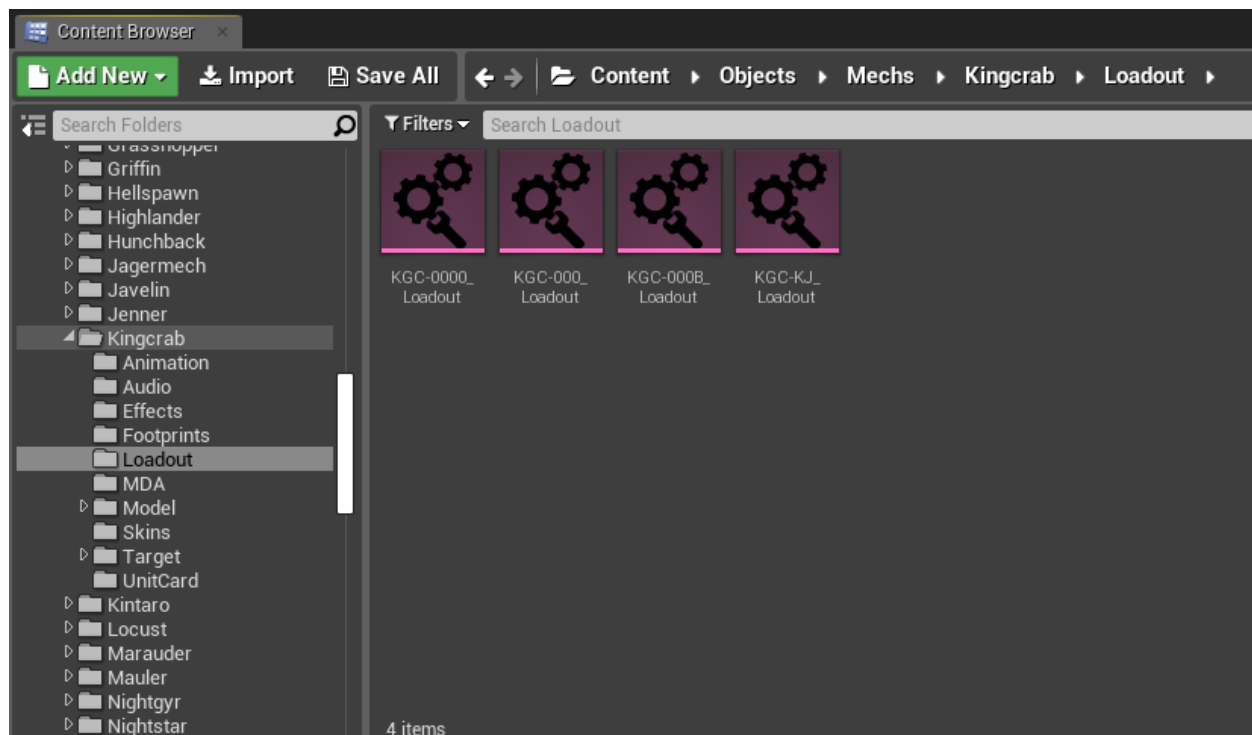 Content Browser
Add New
Import
Save All
Content
Objects
Mechs
Kingcrab
Loadout
Search Folders
Filters
Search Loadout
Grasshopper
Griffin
Hellspawn
Highlander
Hunchback
Jagermech
Javelin
Jenner
Kingcrab
Animation
Audio
Effects
Footprints
Loadout
MDA
Model
Skins
Target
UnitCard
Kintaro
Locust
Marauder
Mauler
Nightgyr
Nightstar
KGC-0000_
Loadout
KGC-000_
Loadout
KGC-000B_
Loadout
KGC-KJ_
Loadout
4 items